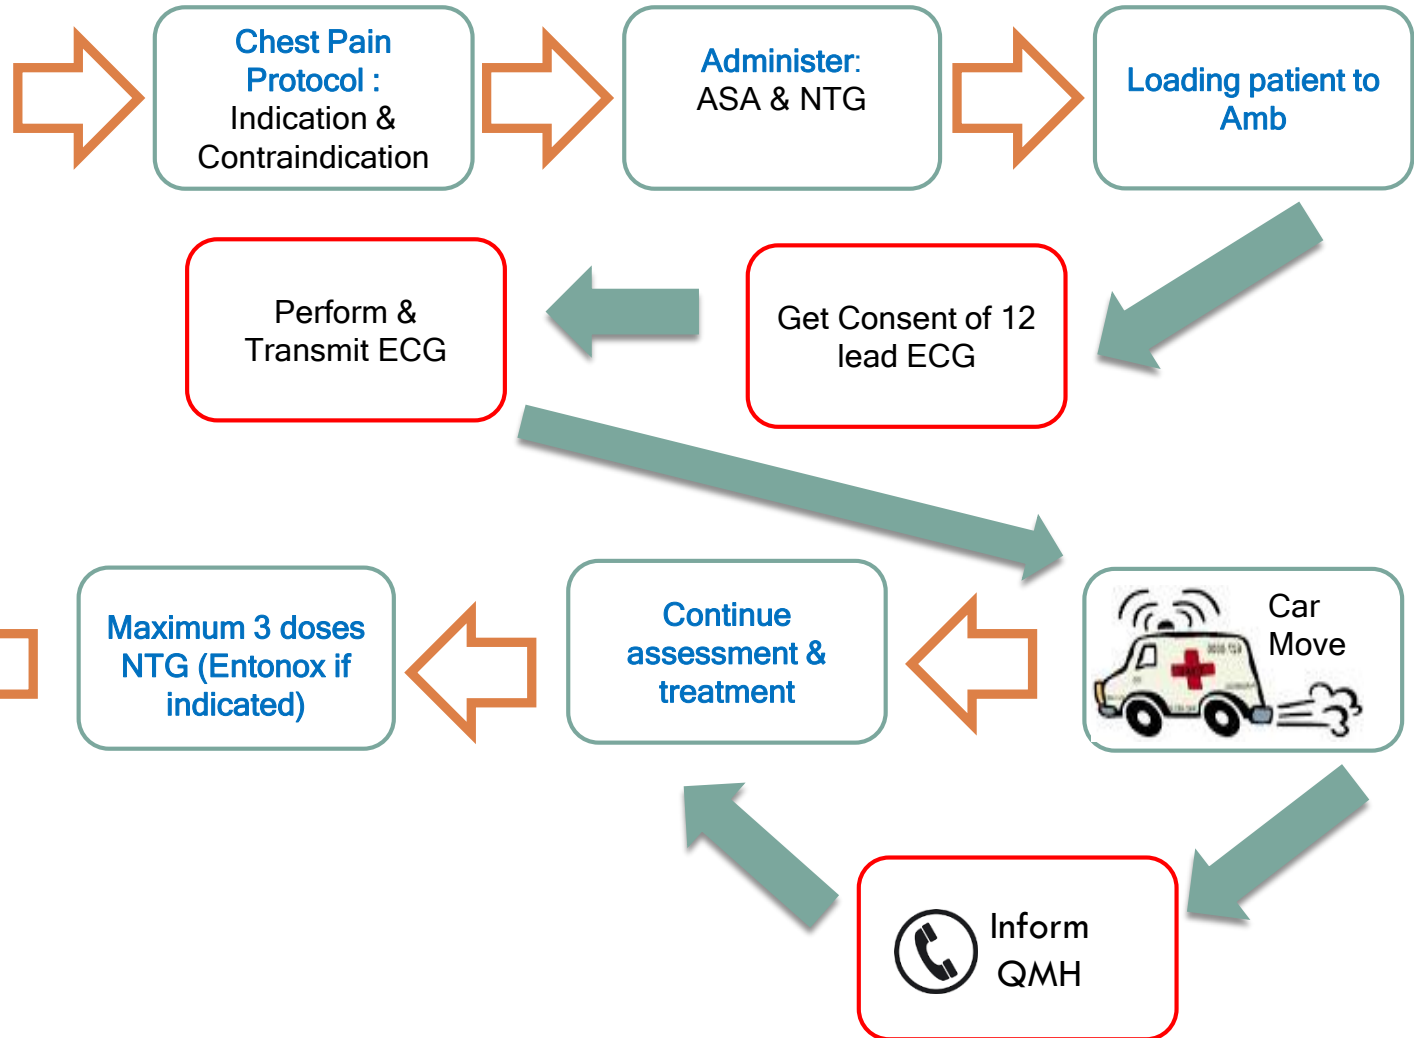 Chest Pain
Protocol :
Indication &
Contraindication
Administer:
ASA & NTG
Loading patient to
Amb
Get Consent of 12
lead ECG
Perform &
Transmit ECG
Car
Move
Continue
assessment &
treatment
Maximum 3 doses
NTG (Entonox if
indicated)
Inform
QMH